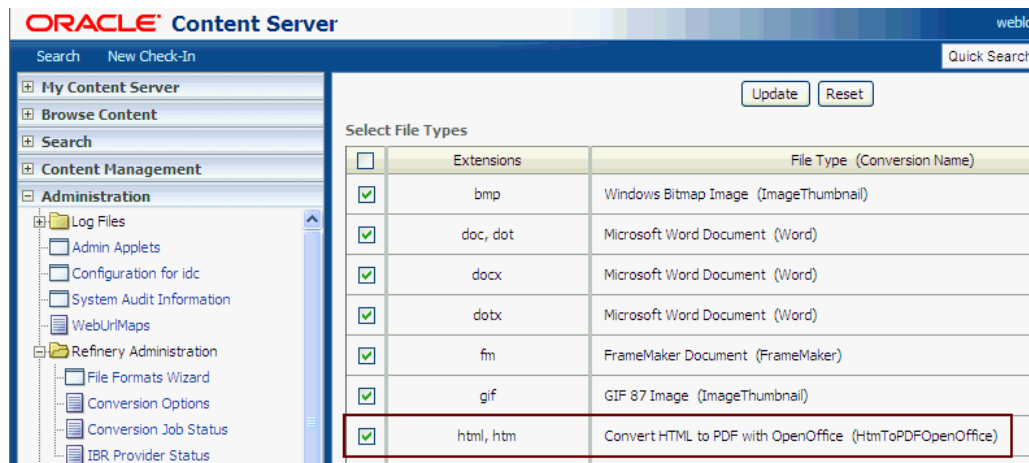 ORACLE Content Server
weblo
Search New Check-In
Quick Search
My Content Server
Browse Content
Search
Content Management
Administration
Log Files
Admin Applets
Configuration for idc
System Audit Information
WebUrlMaps
Refinery Administration
File Formats Wizard
Conversion Options
Conversion Job Status
IBR Provider Status
Update Reset
Select File Types
Extensions File Type (Conversion Name)
bmp Windows Bitmap Image (ImageThumbnail)
doc, dot Microsoft Word Document (Word)
docx Microsoft Word Document (Word)
dotx Microsoft Word Document (Word)
fm FrameMaker Document (FrameMaker)
gif GIF 87 Image (ImageThumbnail)
html, htm Convert HTML to PDF with OpenOffice (HtmToPDFOpenOffice)